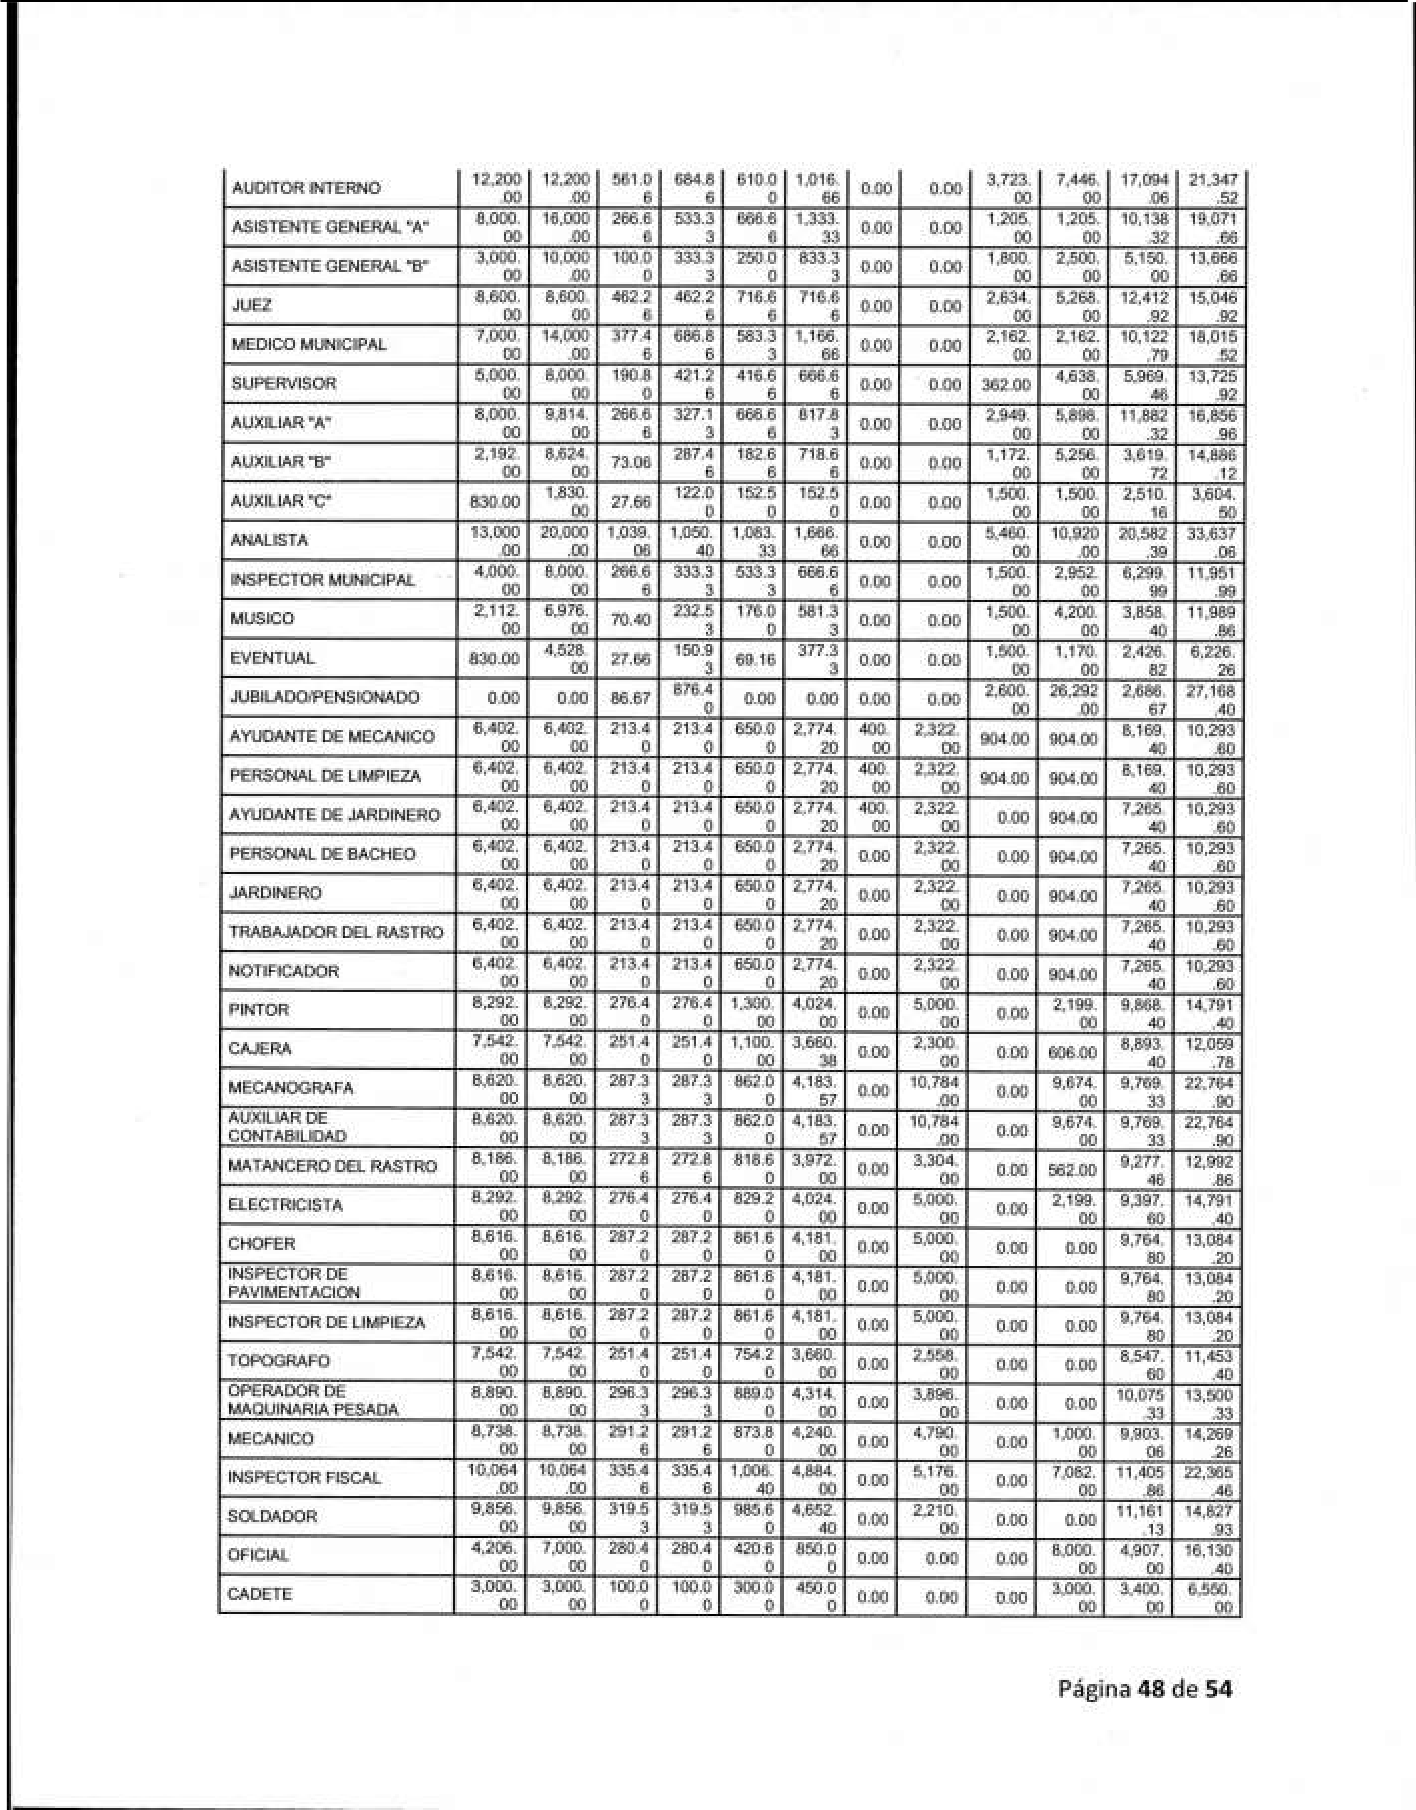 AUDITOR INTERNO 12,200.00 12,200.00 561.06 684.86 610.00 1,016.66 0.00 0.00 3,723.00 7,446.00 17,094.06 21,347.52
ASISTENTE GENERAL "A" 8,000.00 16,000.00 266.66 533.33 666.66 1,333.33 0.00 0.00 1,205.00 1,205.00 10,138.32 19,071.66
ASISTENTE GENERAL "B" 3,000.00 10,000.00 100.00 333.33 250.00 833.33 0.00 0.00 1,800.00 2,500.00 5,150.00 13,666.66
JUEZ 8,600.00 8,600.00 462.26 462.26 716.66 716.66 0.00 0.00 2,634.00 5,268.00 12,412.92 15,046.92
MEDICO MUNICIPAL 7,000.00 14,000.00 377.46 686.86 583.33 1,166.66 0.00 0.00 2,162.00 2,162.00 10,122.79 18,015.52
SUPERVISOR 5,000.00 8,000.00 190.80 421.26 416.66 666.66 0.00 0.00 362.00 4,638.00 5,969.46 13,725.92
AUXILIAR "A" 8,000.00 9,814.00 266.66 327.13 666.66 817.83 0.00 0.00 2,949.00 5,898.00 11,882.32 16,856.96
AUXILIAR "B" 2,192.00 8,624.00 73.06 287.46 182.66 718.66 0.00 0.00 1,172.00 5,256.00 3,619.72 14,886.12
AUXILIAR "C" 830.00 1,830.00 27.66 122.00 152.50 152.50 0.00 0.00 1,500.00 1,500.00 2,510.16 3,604.50
ANALISTA 13,000.00 20,000.00 1,039.06 1,050.40 1,083.33 1,666.66 0.00 0.00 5,460.00 10,920.00 20,582.39 33,637.06
INSPECTOR MUNICIPAL 4,000.00 8,000.00 266.66 333.33 533.33 666.66 0.00 0.00 1,500.00 2,952.00 6,299.99 11,951.99
MUSICO 2,112.00 6,976.00 70.40 232.53 176.00 581.33 0.00 0.00 1,500.00 4,200.00 3,858.40 11,989.86
EVENTUAL 830.00 4,528.00 27.66 150.93 69.16 377.33 0.00 0.00 1,500.00 1,170.00 2,426.82 6,226.26
JUBILADO/PENSIONADO 0.00 0.00 86.67 876.40 0.00 0.00 0.00 0.00 2,600.00 26,292.00 2,686.67 27,168.40
AYUDANTE DE MECANICO 6,402.00 6,402.00 213.40 213.40 650.00 2,774.20 400.00 2,322.00 904.00 904.00 8,169.40 10,293.60
PERSONAL DE LIMPIEZA 6,402.00 6,402.00 213.40 213.40 650.00 2,774.20 400.00 2,322.00 904.00 904.00 8,169.40 10,293.60
AYUDANTE DE JARDINERO 6,402.00 6,402.00 213.40 213.40 650.00 2,774.20 400.00 2,322.00 0.00 904.00 7,265.40 10,293.60
PERSONAL DE BACHEO 6,402.00 6,402.00 213.40 213.40 650.00 2,774.20 0.00 2,322.00 0.00 904.00 7,265.40 10,293.60
JARDINERO 6,402.00 6,402.00 213.40 213.40 650.00 2,774.20 0.00 2,322.00 0.00 904.00 7,265.40 10,293.60
TRABAJADOR DEL RASTRO 6,402.00 6,402.00 213.40 213.40 650.00 2,774.20 0.00 2,322.00 0.00 904.00 7,265.40 10,293.60
NOTIFICADOR 6,402.00 6,402.00 213.40 213.40 650.00 2,774.20 0.00 2,322.00 0.00 904.00 7,265.40 10,293.60
PINTOR 8,292.00 8,292.00 276.40 276.40 1,300.00 4,024.00 0.00 5,000.00 0.00 2,199.00 9,868.40 14,791.40
CAJERA 7,542.00 7,542.00 251.40 251.40 1,100.00 3,660.38 0.00 2,300.00 0.00 606.00 8,893.40 12,059.78
MECANOGRAFA 8,620.00 8,620.00 287.33 287.33 862.00 4,183.57 0.00 10,784.00 0.00 9,674.00 9,769.33 22,764.90
AUXILIAR DE CONTABILIDAD 8,620.00 8,620.00 287.33 287.33 862.00 4,183.57 0.00 10,784.00 0.00 9,674.00 9,769.33 22,764.90
MATANCERO DEL RASTRO 8,186.00 8,186.00 272.86 272.86 818.60 3,972.00 0.00 3,304.00 0.00 562.00 9,277.46 12,992.86
ELECTRICISTA 8,292.00 8,292.00 276.40 276.40 829.20 4,024.00 0.00 5,000.00 0.00 2,199.00 9,397.60 14,791.40
CHOFER 8,616.00 8,616.00 287.20 287.20 861.60 4,181.00 0.00 5,000.00 0.00 0.00 9,764.80 13,084.20
INSPECTOR DE PAVIMENTACION 8,616.00 8,616.00 287.20 287.20 861.60 4,181.00 0.00 5,000.00 0.00 0.00 9,764.80 13,084.20
INSPECTOR DE LIMPIEZA 8,616.00 8,616.00 287.20 287.20 861.60 4,181.00 0.00 5,000.00 0.00 0.00 9,764.80 13,084.20
TOPOGRAFO 7,542.00 7,542.00 251.40 251.40 754.20 3,660.00 0.00 2,558.00 0.00 0.00 8,547.60 11,453.40
OPERADOR DE MAQUINARIA PESADA 8,890.00 8,890.00 296.33 296.33 889.00 4,314.00 0.00 3,896.00 0.00 0.00 10,075.33 13,500.33
MECANICO 8,738.00 8,738.00 291.26 291.26 873.80 4,240.00 0.00 4,790.00 0.00 1,000.00 9,903.06 14,269.26
INSPECTOR FISCAL 10,064.00 10,064.00 335.46 335.46 1,006.40 4,884.00 0.00 5,176.00 0.00 7,082.00 11,405.86 22,365.46
SOLDADOR 9,856.00 9,856.00 319.53 319.53 985.60 4,652.40 0.00 2,210.00 0.00 0.00 11,161.13 14,827.93
OFICIAL 4,206.00 7,000.00 280.40 280.40 420.60 850.00 0.00 0.00 0.00 8,000.00 4,907.00 16,130.40
CADETE 3,000.00 3,000.00 100.00 100.00 300.00 450.00 0.00 0.00 0.00 3,000.00 3,400.00 6,550.00
Página 48 de 54